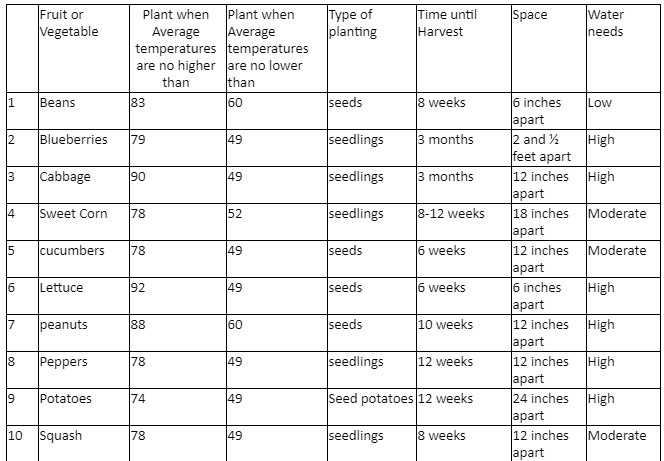 Fruit or Vegetable | Plant when Average temperatures are no higher than | Plant when Average temperatures are no lower than | Type of planting | Time until Harvest | Space | Water needs
1 | Beans | 83 | 60 | seeds | 8 weeks | 6 inches apart | Low
2 | Blueberries | 79 | 49 | seedlings | 3 months | 2 and ½ feet apart | High
3 | Cabbage | 90 | 49 | seedlings | 3 months | 12 inches apart | High
4 | Sweet Corn | 78 | 52 | seedlings | 8-12 weeks | 18 inches apart | Moderate
5 | cucumbers | 78 | 49 | seeds | 6 weeks | 12 inches apart | Moderate
6 | Lettuce | 92 | 49 | seeds | 6 weeks | 6 inches apart | High
7 | peanuts | 88 | 60 | seeds | 10 weeks | 12 inches apart | High
8 | Peppers | 78 | 49 | seedlings | 12 weeks | 12 inches apart | High
9 | Potatoes | 74 | 49 | Seed potatoes | 12 weeks | 24 inches apart | High
10 | Squash | 78 | 49 | seedlings | 8 weeks | 12 inches apart | Moderate